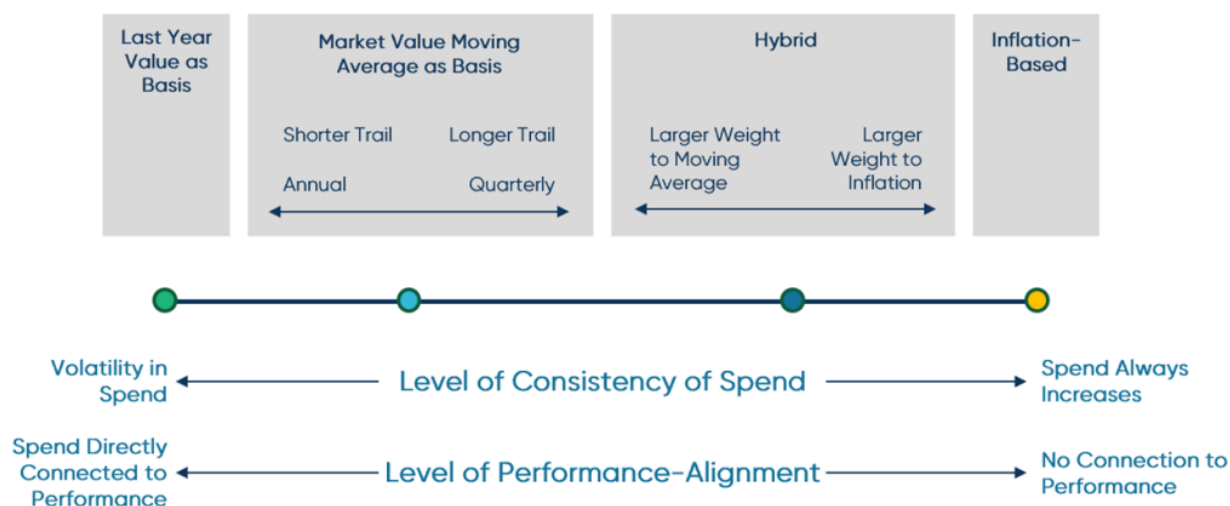 Last Year
Value as
Basis
Market Value Moving
Average as Basis
Shorter Trail
Longer Trail
Annual
Quarterly
Hybrid
Larger Weight
to Moving
Average
Larger
Weight to
Inflation
Inflation-
Based
Volatility in
Spend
Level of Consistency of Spend
Spend Always
Increases
Spend Directly
Connected to
Performance
Level of Performance-Alignment
No Connection to
Performance